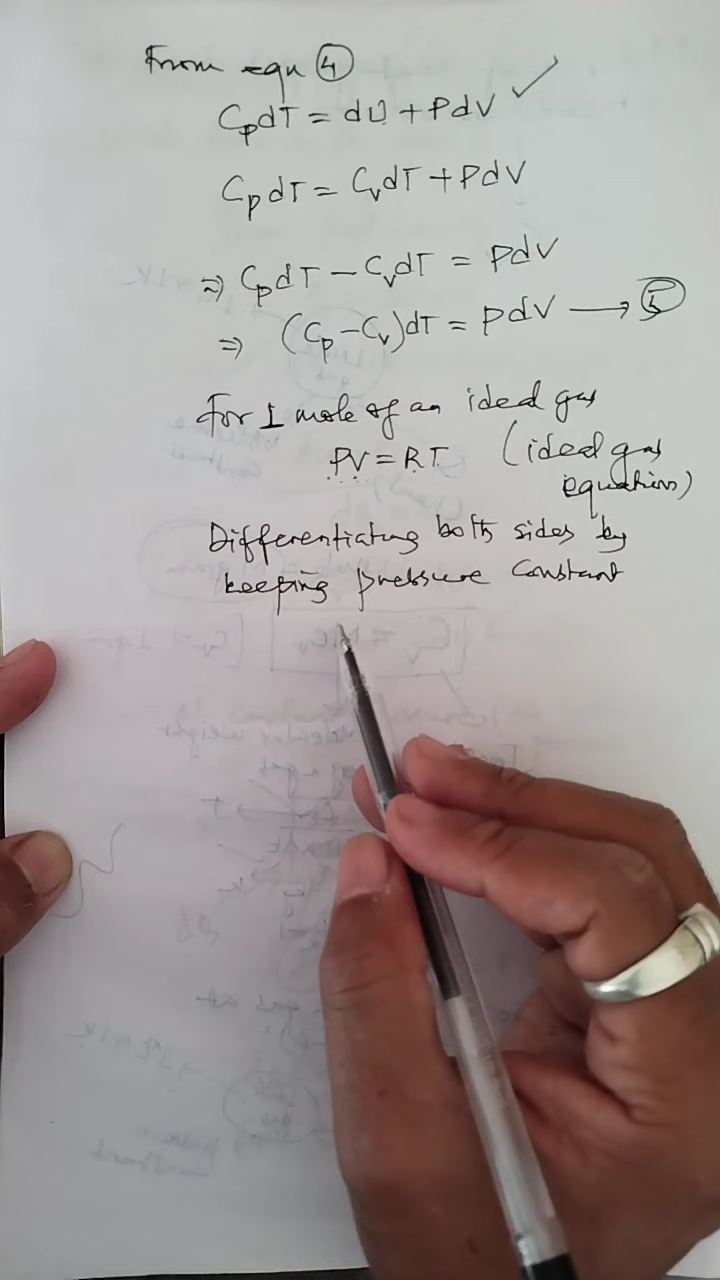 From equ ④
CpdT = dU + PdV ✓
CpdT = CvdT + PdV
⇒ CpdT − CvdT = PdV
⇒ (Cp − Cv)dT = PdV → ⑤
For 1 mole of an ideal gas
PV = RT (ideal gas
equation)
Differentiating both sides by
keeping pressure constant